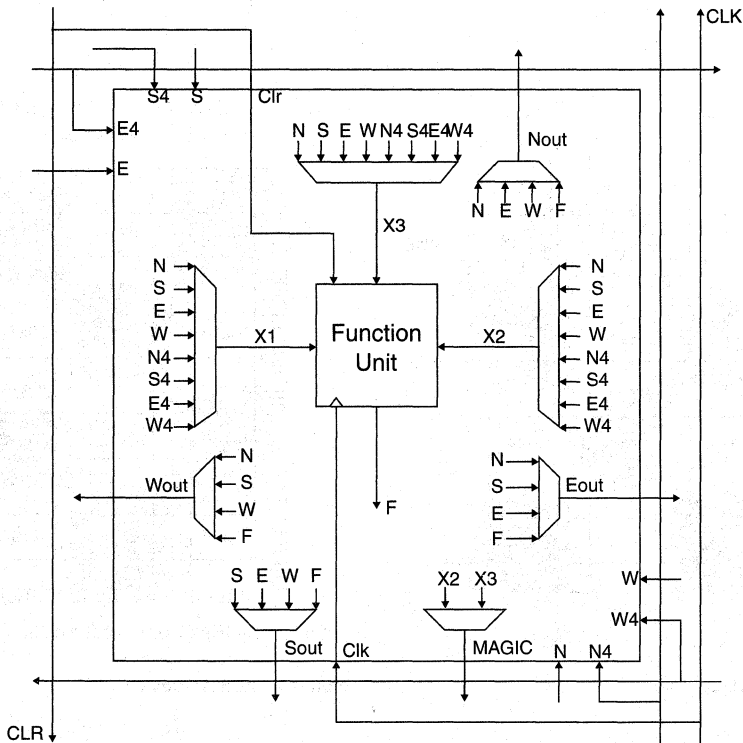 CLK
S4 S Clr
E4
E
N S E W N4 S4 E4 W4
Nout
N E W F
X3
N
S
E
W
N4
S4
E4
W4
X1
Function
Unit
X2
N
S
E
W
N4
S4
E4
W4
Wout
N
S
W
F
F
N
S
E
F
Eout
S E W F
Sout
Clk
X2 X3
MAGIC
W
W4
N N4
CLR